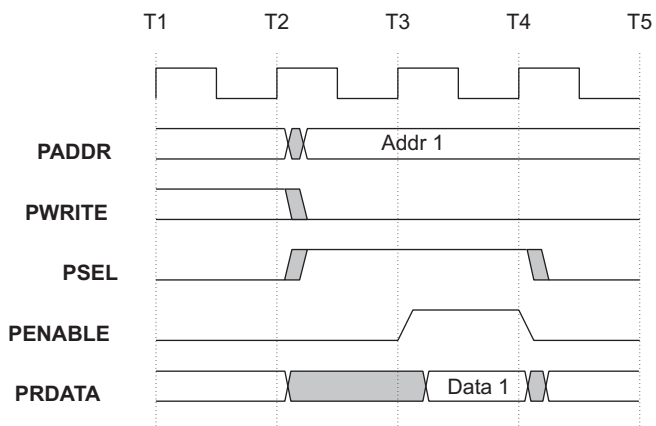 T1 T2 T3 T4 T5
PADDR Addr 1
PWRITE
PSEL
PENABLE
PRDATA Data 1